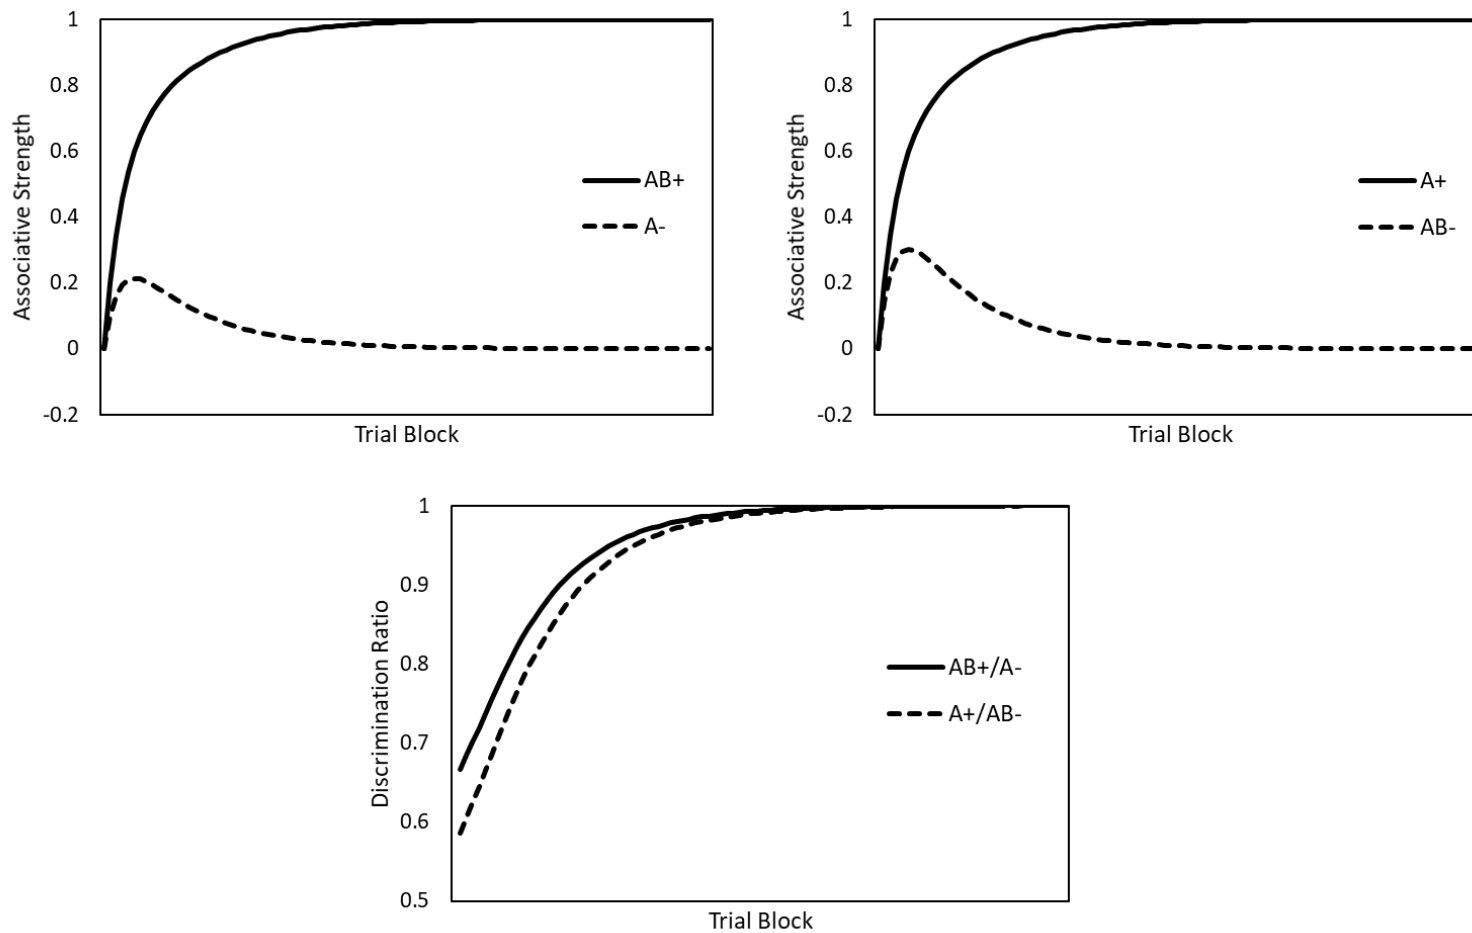 1
0.8
0.6
0.4
0.2
0
-0.2
Associative Strength
Trial Block
AB+
A-
1
0.8
0.6
0.4
0.2
0
-0.2
Associative Strength
Trial Block
A+
AB-
1
0.9
0.8
0.7
0.6
0.5
Discrimination Ratio
Trial Block
AB+/A-
A+/AB-